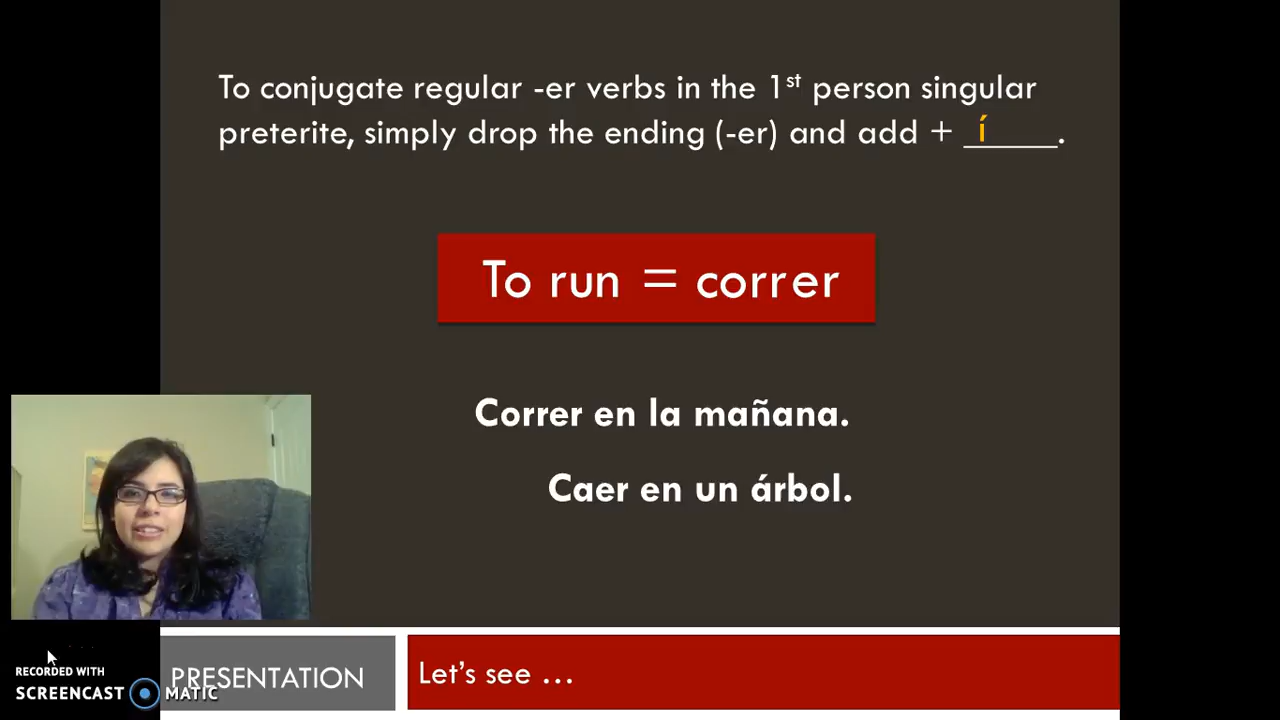 To conjugate regular -er verbs in the 1st person singular
preterite, simply drop the ending (-er) and add + __í___.
To run = correr
Correr en la mañana.
Caer en un árbol.
RECORDED WITH
SCREENCAST MATIC
PRESENTATION
Let's see ...